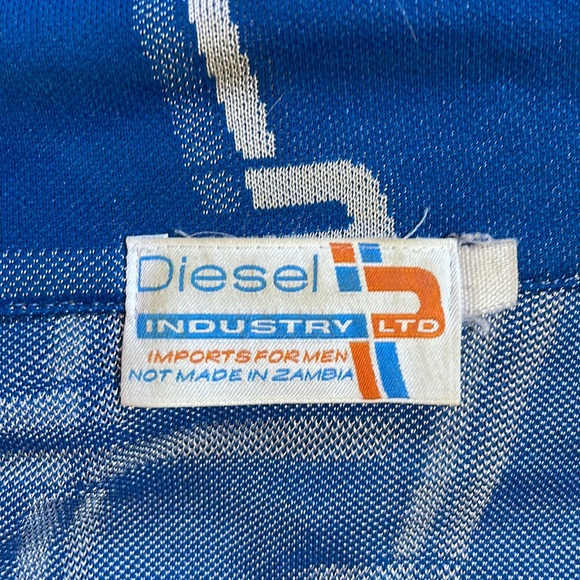 Diesel
INDUSTRY LTD
IMPORTS FOR MEN
NOT MADE IN ZAMBIA